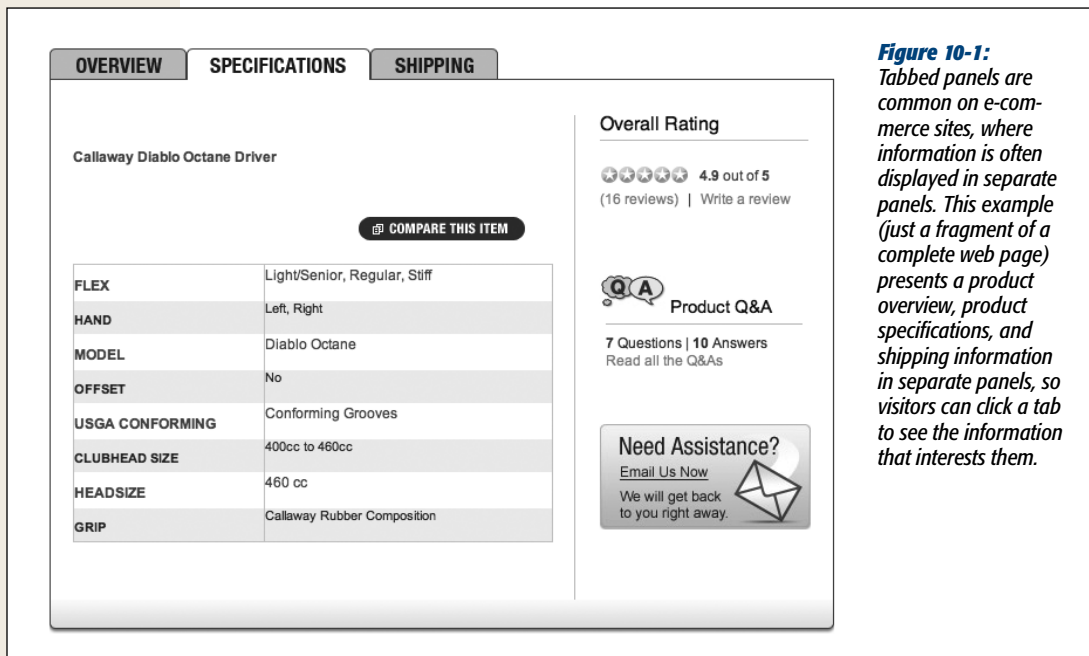 OVERVIEW SPECIFICATIONS SHIPPING
Callaway Diablo Octane Driver
COMPARE THIS ITEM
FLEX Light/Senior, Regular, Stiff
HAND Left, Right
MODEL Diablo Octane
OFFSET No
USGA CONFORMING Conforming Grooves
CLUBHEAD SIZE 400cc to 460cc
HEADSIZE 460 cc
GRIP Callaway Rubber Composition
Overall Rating
4.9 out of 5
(16 reviews) | Write a review
Q A Product Q&A
7 Questions | 10 Answers
Read all the Q&As
Need Assistance?
Email Us Now
We will get back
to you right away.
Figure 10-1:
Tabbed panels are
common on e-com-
merce sites, where
information is often
displayed in separate
panels. This example
(just a fragment of a
complete web page)
presents a product
overview, product
specifications, and
shipping information
in separate panels, so
visitors can click a tab
to see the information
that interests them.